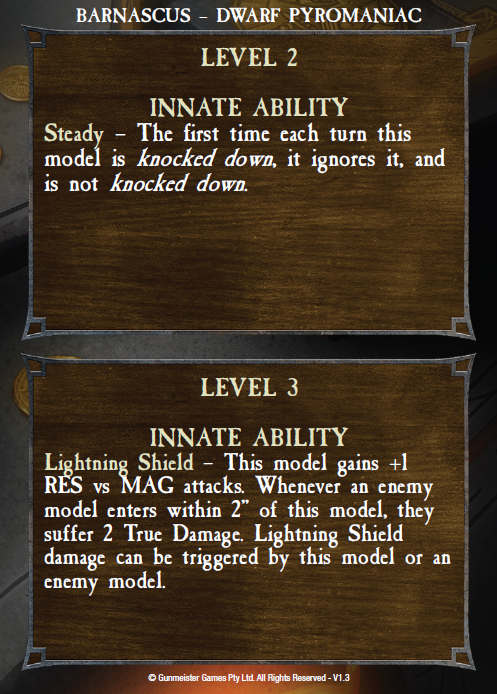 BARNASCUS – DWARF PYROMANIAC
LEVEL 2
INNATE ABILITY
Steady – The first time each turn this
model is knocked down, it ignores it, and
is not knocked down.
LEVEL 3
INNATE ABILITY
Lightning Shield – This model gains +1
RES vs MAG attacks. Whenever an enemy
model enters within 2” of this model, they
suffer 2 True Damage. Lightning Shield
damage can be triggered by this model or an
enemy model.
© Gunmeister Games Pty Ltd. All Rights Reserved - V1.3